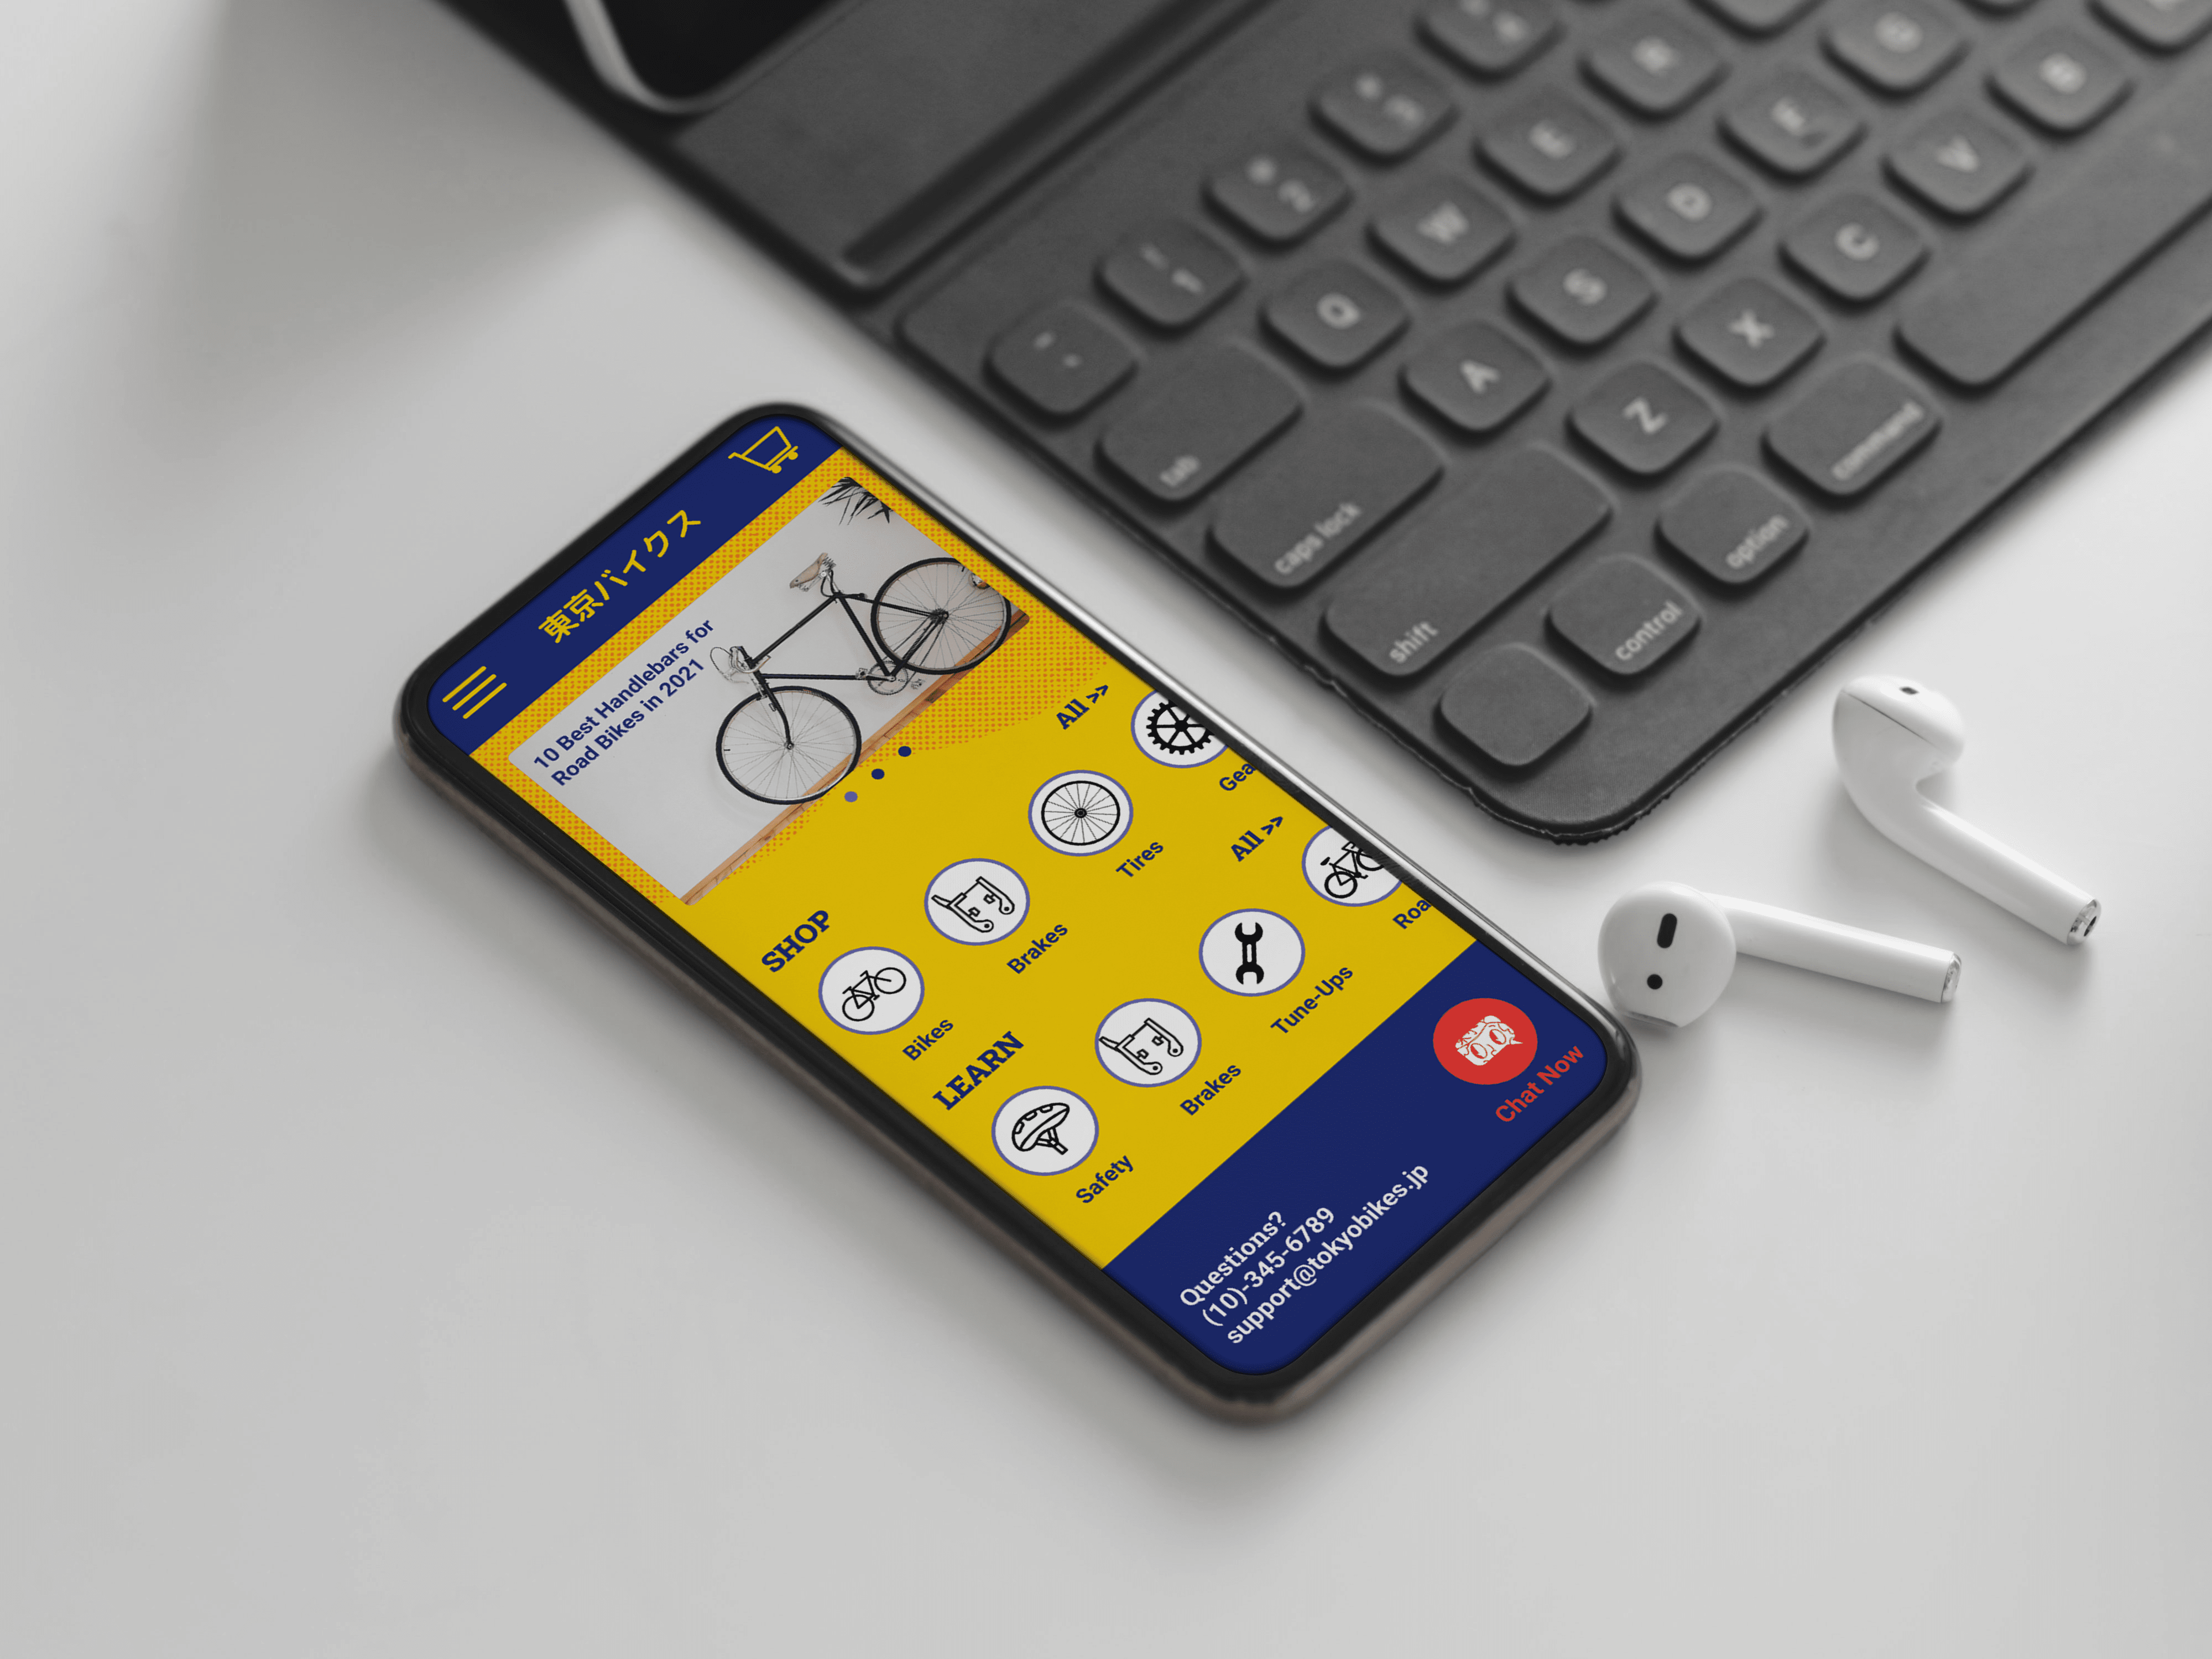 東京バイクス
10 Best Handlebars for
Road Bikes in 2021
SHOP
All >>
Bikes
Brakes
Tires
Gea
LEARN
All >>
Safety
Brakes
Tune-Ups
Roa
Questions?
(10)-345-6789
support@tokyobikes.jp
Chat Now
1
2
Q
W
E
R
tab
A
S
D
F
caps lock
Z
X
C
V
B
shift
control
option
command